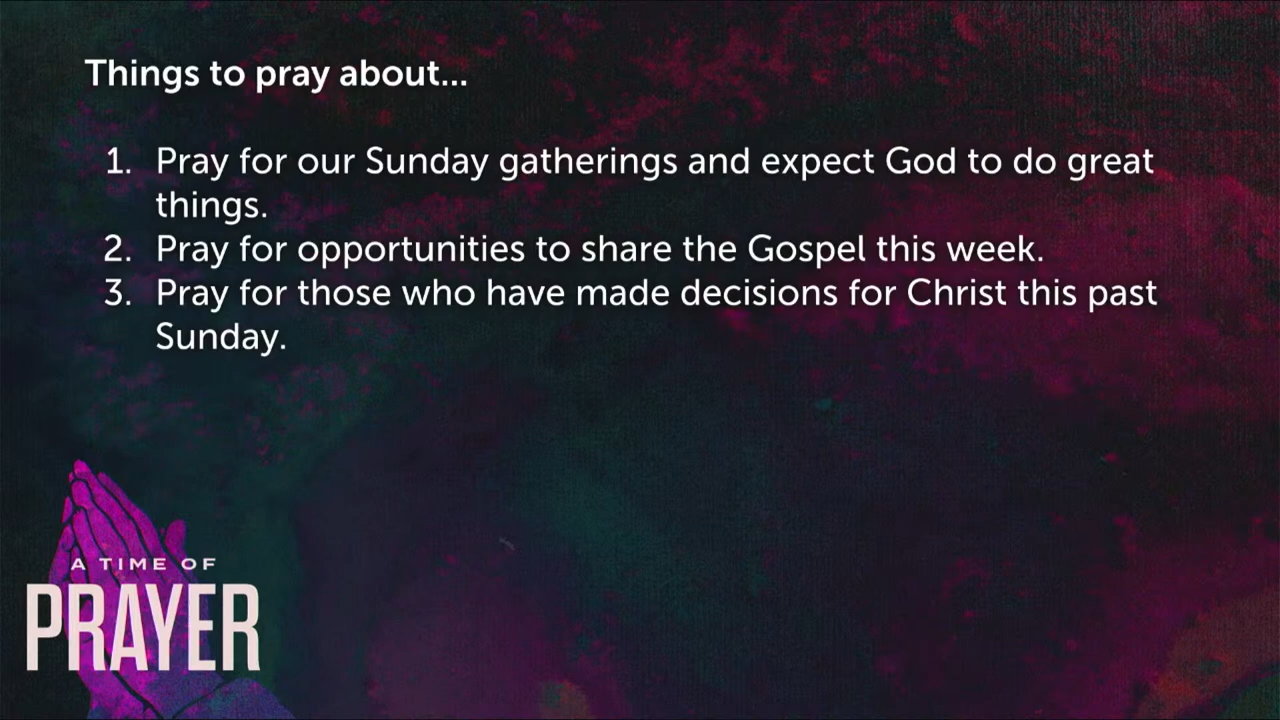 Things to pray about...
1. Pray for our Sunday gatherings and expect God to do great
things.
2. Pray for opportunities to share the Gospel this week.
3. Pray for those who have made decisions for Christ this past
Sunday.
A TIME OF
PRAYER